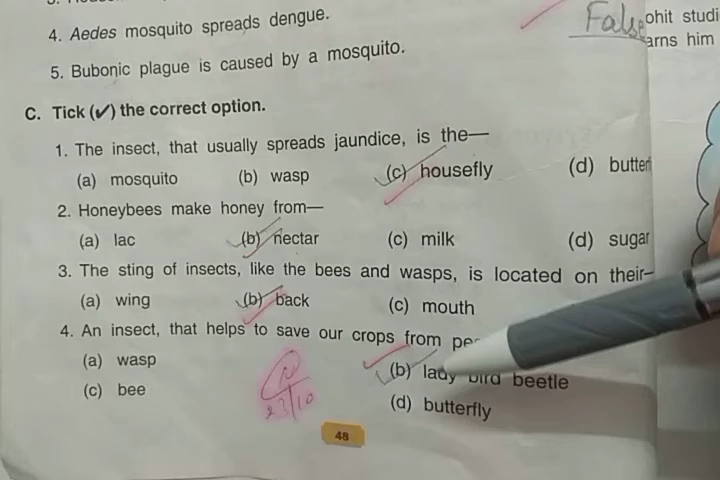 4. Aedes mosquito spreads dengue.
False
ohit studi
5. Bubonic plague is caused by a mosquito.
arns him
C. Tick (✔) the correct option.
1. The insect, that usually spreads jaundice, is the—
(a) mosquito (b) wasp (c) housefly (d) butter
2. Honeybees make honey from—
(a) lac (b) nectar (c) milk (d) sugar
3. The sting of insects, like the bees and wasps, is located on their—
(a) wing (b) back (c) mouth
4. An insect, that helps to save our crops from pe
(a) wasp (b) lady bird beetle
(c) bee (d) butterfly
23/10
48